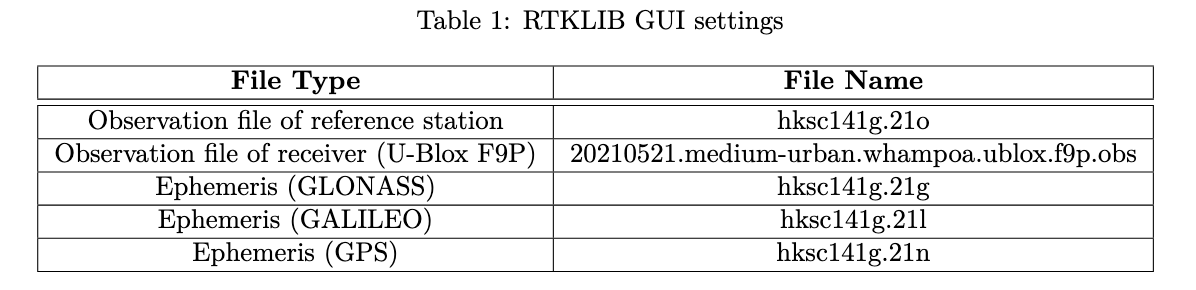 Table 1: RTKLIB GUI settings
File Type File Name
Observation file of reference station hksc141g.21o
Observation file of receiver (U-Blox F9P) 20210521.medium-urban.whampoa.ublox.f9p.obs
Ephemeris (GLONASS) hksc141g.21g
Ephemeris (GALILEO) hksc141g.21l
Ephemeris (GPS) hksc141g.21n